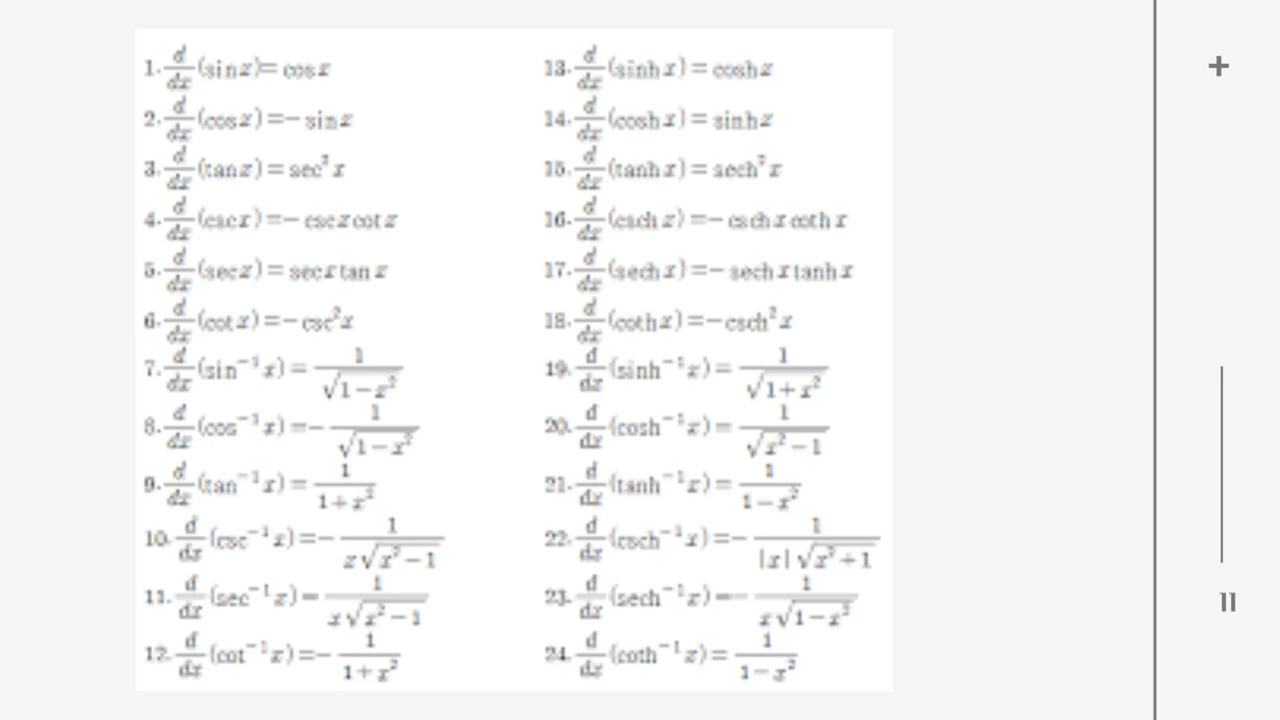 1. d/dx (sin x) = cos x
2. d/dx (cos x) = − sin x
3. d/dx (tan x) = sec² x
4. d/dx (csc x) = − csc x cot x
5. d/dx (sec x) = sec x tan x
6. d/dx (cot x) = − csc² x
7. d/dx (sin⁻¹ x) = 1/√(1−x²)
8. d/dx (cos⁻¹ x) = − 1/√(1−x²)
9. d/dx (tan⁻¹ x) = 1/(1+x²)
10. d/dx (csc⁻¹ x) = − 1/(x√(x²−1))
11. d/dx (sec⁻¹ x) = 1/(x√(x²−1))
12. d/dx (cot⁻¹ x) = − 1/(1+x²)
13. d/dx (sinh x) = cosh x
14. d/dx (cosh x) = sinh x
15. d/dx (tanh x) = sech² x
16. d/dx (csch x) = − csch x coth x
17. d/dx (sech x) = − sech x tanh x
18. d/dx (coth x) = − csch² x
19. d/dx (sinh⁻¹ x) = 1/√(1+x²)
20. d/dx (cosh⁻¹ x) = 1/√(x²−1)
21. d/dx (tanh⁻¹ x) = 1/(1−x²)
22. d/dx (csch⁻¹ x) = − 1/(|x|√(x²+1))
23. d/dx (sech⁻¹ x) = − 1/(x√(1−x²))
24. d/dx (coth⁻¹ x) = 1/(1−x²)
+
11